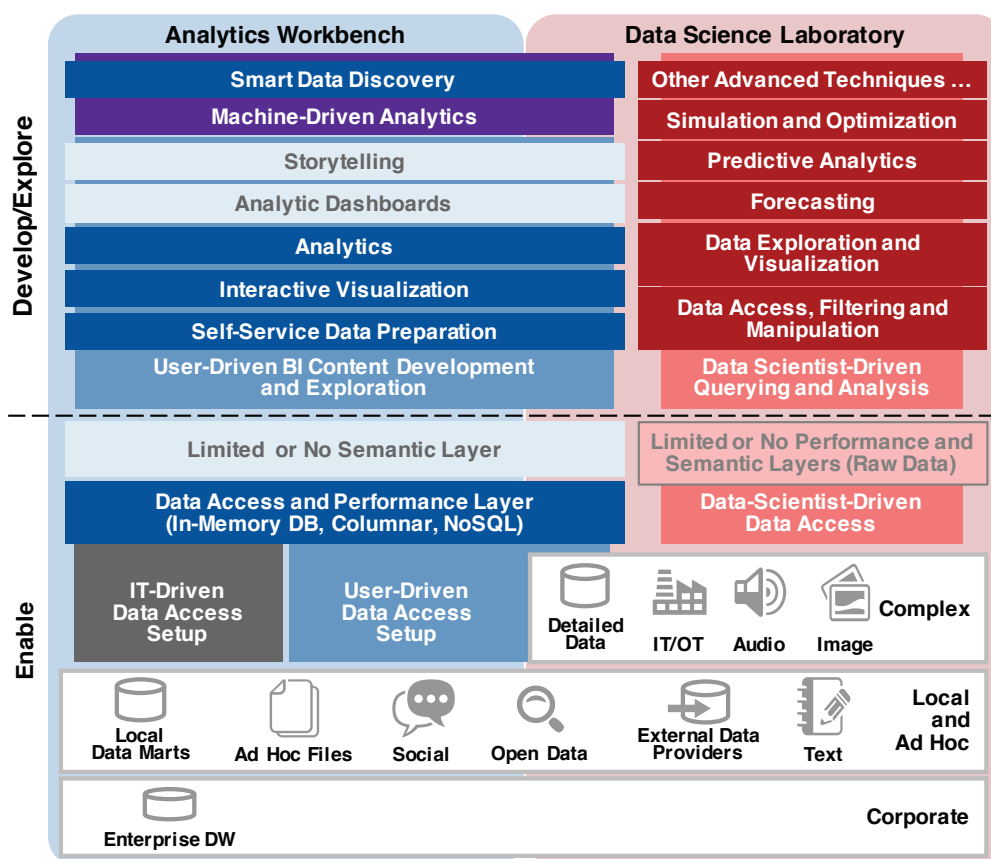 Analytics Workbench
Data Science Laboratory
Develop/Explore
Smart Data Discovery
Machine-Driven Analytics
Storytelling
Analytic Dashboards
Analytics
Interactive Visualization
Self-Service Data Preparation
User-Driven BI Content Development
and Exploration
Other Advanced Techniques ...
Simulation and Optimization
Predictive Analytics
Forecasting
Data Exploration and
Visualization
Data Access, Filtering and
Manipulation
Data Scientist-Driven
Querying and Analysis
Enable
Limited or No Semantic Layer
Data Access and Performance Layer
(In-Memory DB, Columnar, NoSQL)
Limited or No Performance and
Semantic Layers (Raw Data)
Data-Scientist-Driven
Data Access
IT-Driven
Data Access
Setup
User-Driven
Data Access
Setup
Detailed
Data
IT/OT
Audio
Image
Complex
Local
Data Marts
Ad Hoc Files
Social
Open Data
External Data
Providers
Text
Local
and
Ad Hoc
Enterprise DW
Corporate